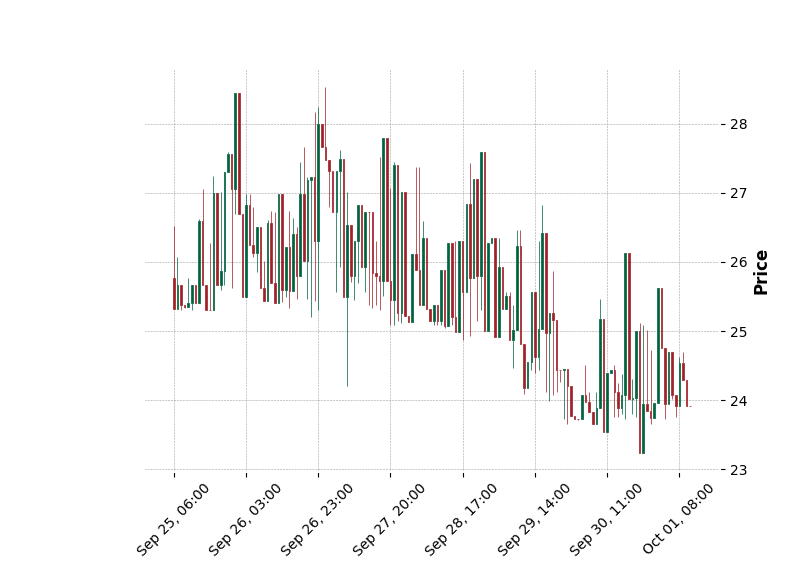 28
27
26
25
24
23
Price
Sep 25, 06:00
Sep 26, 03:00
Sep 26, 23:00
Sep 27, 20:00
Sep 28, 17:00
Sep 29, 14:00
Sep 30, 11:00
Oct 01, 08:00